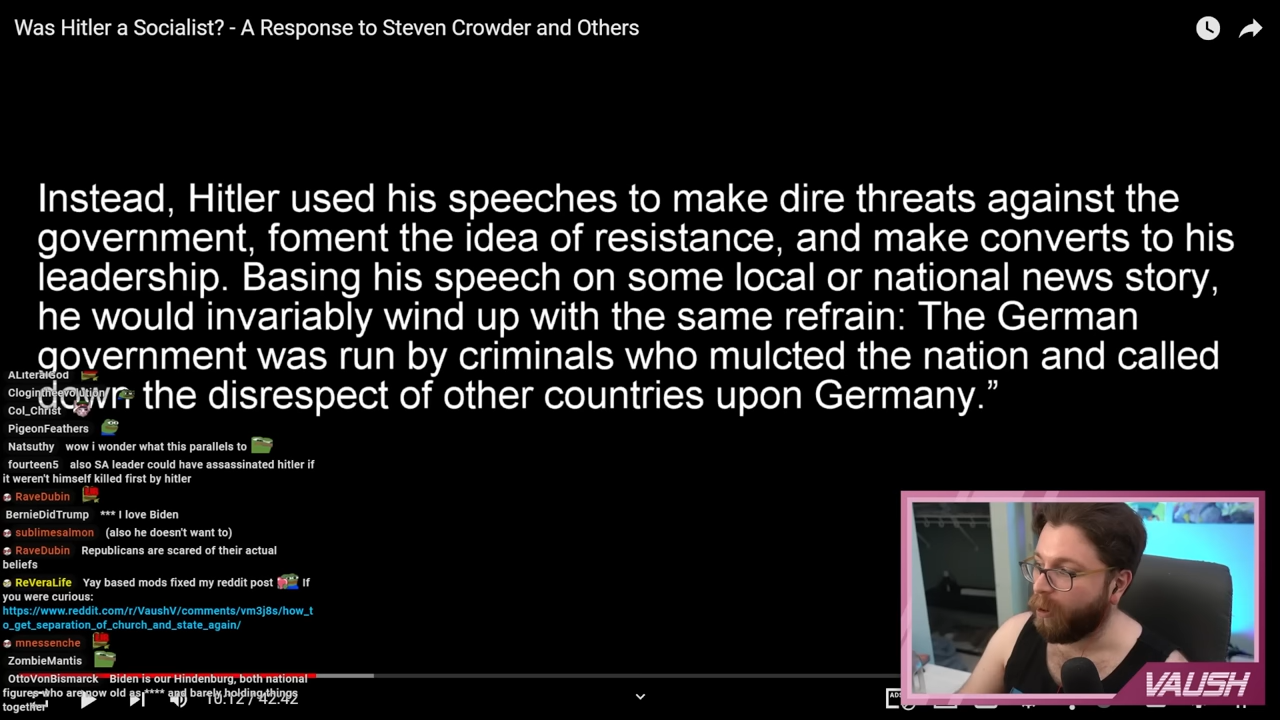 Was Hitler a Socialist? - A Response to Steven Crowder and Others
Instead, Hitler used his speeches to make dire threats against the
government, foment the idea of resistance, and make converts to his
leadership. Basing his speech on some local or national news story,
he would invariably wind up with the same refrain: The German
government was run by criminals who mulcted the nation and called
down the disrespect of other countries upon Germany.”
ALiteralGod
Clogintheevolution
Col_Christ
PigeonFeathers
Natsuthy wow i wonder what this parallels to
fourteen5 also SA leader could have assassinated hitler if
it weren't himself killed first by hitler
RaveDubin
BernieDidTrump *** I love Biden
sublimesalmon (also he doesn't want to)
RaveDubin Republicans are scared of their actual
beliefs
ReVeraLife Yay based mods fixed my reddit post If
you were curious:
https://www.reddit.com/r/VaushV/comments/vm3j8s/how_t
o_get_separation_of_church_and_state_again/
mnessenche
ZombieMantis
OttoVonBismarck Biden is our Hindenburg, both national
figures who are now old as **** and barely holding things
together
10:12 / 42:42
VAUSH